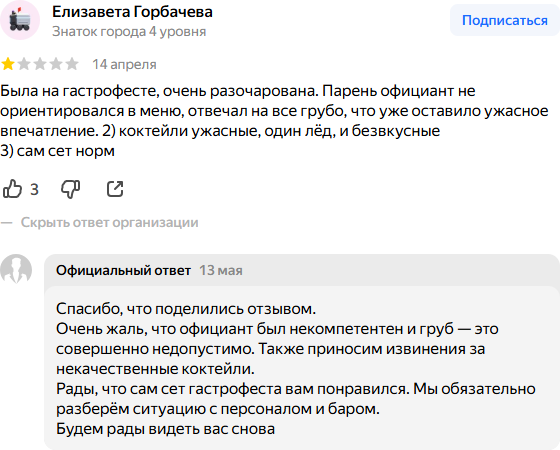 Елизавета Горбачева
Знаток города 4 уровня
Подписаться
14 апреля
Была на гастрофесте, очень разочарована. Парень официант не
ориентировался в меню, отвечал на все грубо, что уже оставило ужасное
впечатление. 2) коктейли ужасные, один лёд, и безвкусные
3) сам сет норм
3
— Скрыть ответ организации
Официальный ответ 13 мая
Спасибо, что поделились отзывом.
Очень жаль, что официант был некомпетентен и груб — это
совершенно недопустимо. Также приносим извинения за
некачественные коктейли.
Рады, что сам сет гастрофеста вам понравился. Мы обязательно
разберём ситуацию с персоналом и баром.
Будем рады видеть вас снова